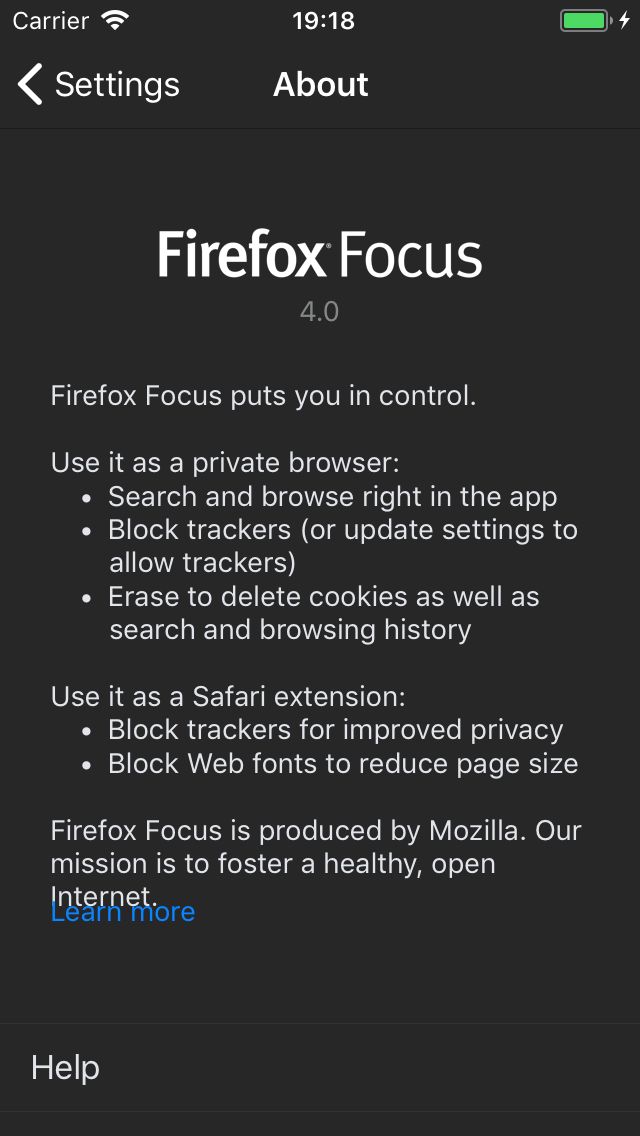 Carrier 19:18
Settings About
Firefox® Focus
4.0
Firefox Focus puts you in control.
Use it as a private browser:
• Search and browse right in the app
• Block trackers (or update settings to
allow trackers)
• Erase to delete cookies as well as
search and browsing history
Use it as a Safari extension:
• Block trackers for improved privacy
• Block Web fonts to reduce page size
Firefox Focus is produced by Mozilla. Our
mission is to foster a healthy, open
Internet.
Learn more
Help